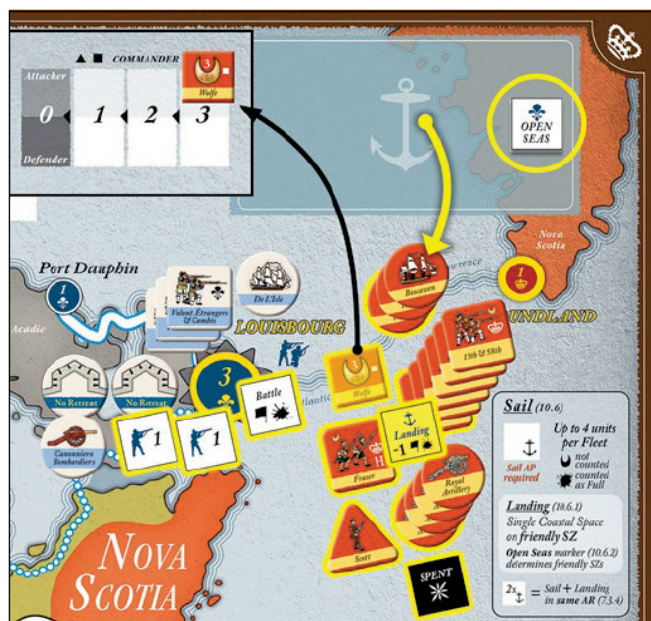 Attacker
COMMANDER
0 1 2 3
Defender
3
Wolfe
OPEN
SEAS
Nova
Scotia
Port Dauphin
1
Acadie
Volont. Étrangers
& Cambis
De L'Isle
LOUISBOURG
Boscawen
1
UNDLAND
15th & 58th
No Retreat
No Retreat
3
Battle
3
Wolfe
Atlantic
Canonniers
Bombardiers
1
1
Landing
-1
Fraser
H
Royal
Artillery
Scott
SPENT
NOVA
SCOTIA
Sail (10.6)
Sail AP
required
Up to 4 units
per Fleet
not
counted
counted
as Full
Landing (10.6.1)
Single Coastal Space
on friendly SZ
Open Seas marker (10.6.2)
determines friendly SZs
2x = Sail + Landing
in same AR (7.3.4)